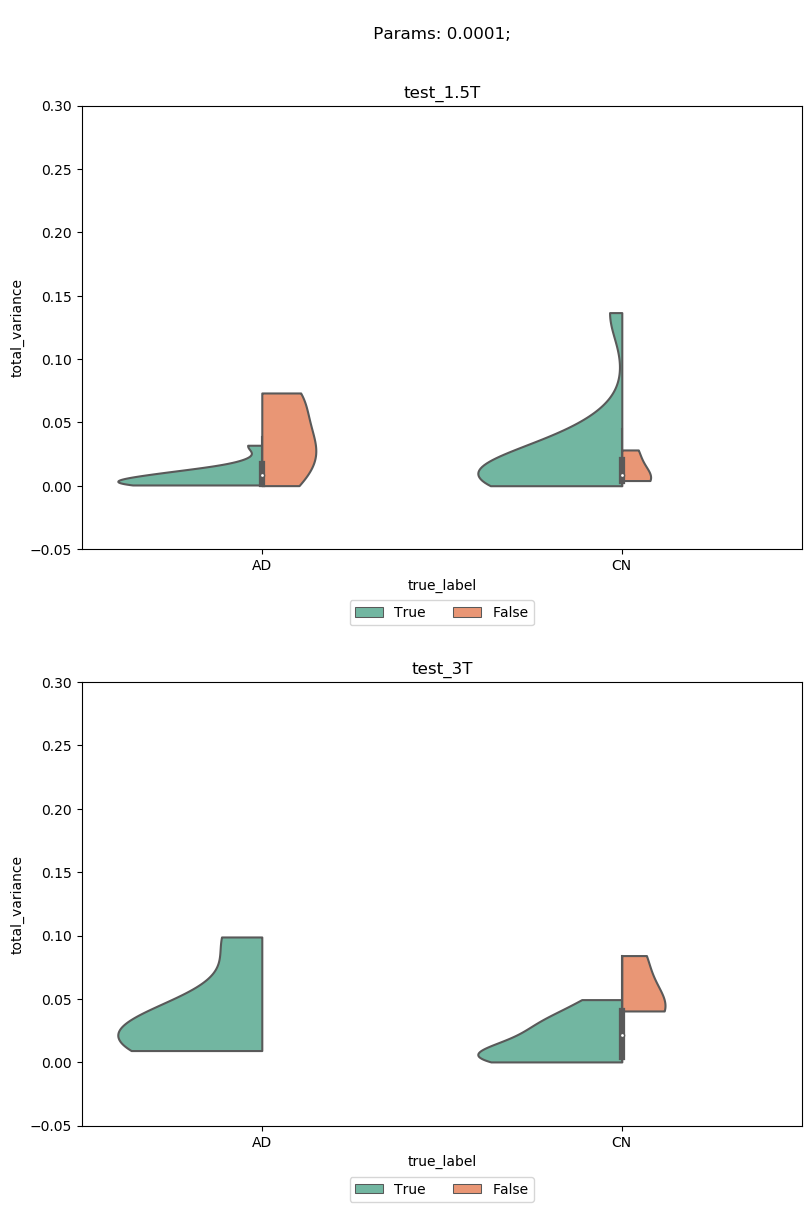 Params: 0.0001;
test_1.5T
0.30
0.25
0.20
0.15
0.10
0.05
0.00
−0.05
total_variance
AD CN
true_label
True False
test_3T
0.30
0.25
0.20
0.15
0.10
0.05
0.00
−0.05
total_variance
AD CN
true_label
True False